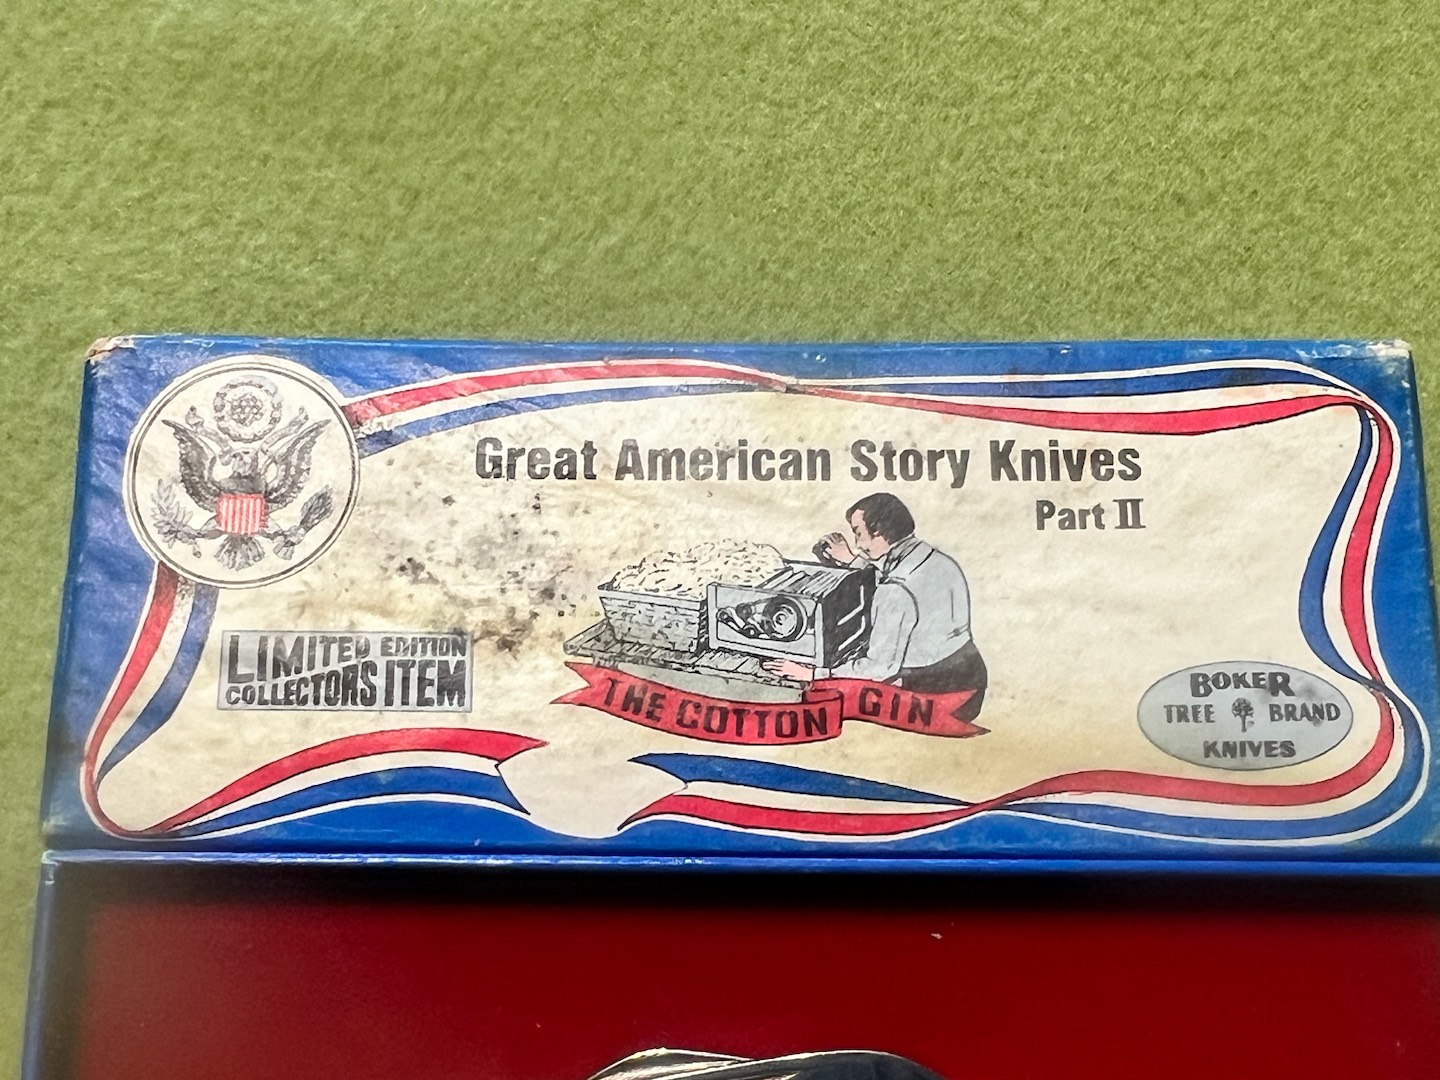 Great American Story Knives
Part II
LIMITED EDITION
COLLECTORS ITEM
THE COTTON GIN
BOKER
TREE BRAND
KNIVES